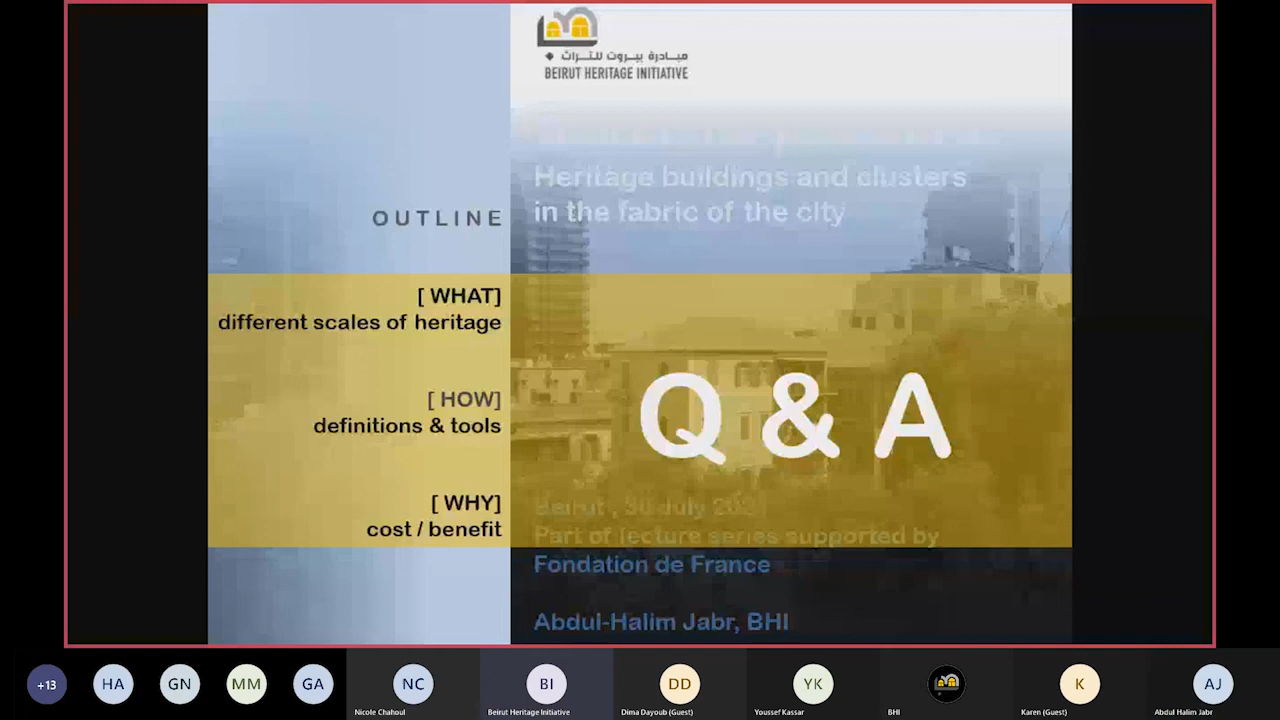 مبادرة بيروت للتراث
BEIRUT HERITAGE INITIATIVE
Heritage buildings and clusters
in the fabric of the city
OUTLINE
[ WHAT]
different scales of heritage
[ HOW]
definitions & tools
[ WHY]
cost / benefit
Q & A
Beirut , 30 July
Part of lecture series supported by
Fondation de France
Abdul-Halim Jabr, BHI
+13
HA
GN
MM
GA
NC
Nicole Chahoul
BI
Beirut Heritage Initiative
DD
Dima Dayoub (Guest)
YK
Youssef Kassar
BHI
K
Karen (Guest)
AJ
Abdul Halim Jabr